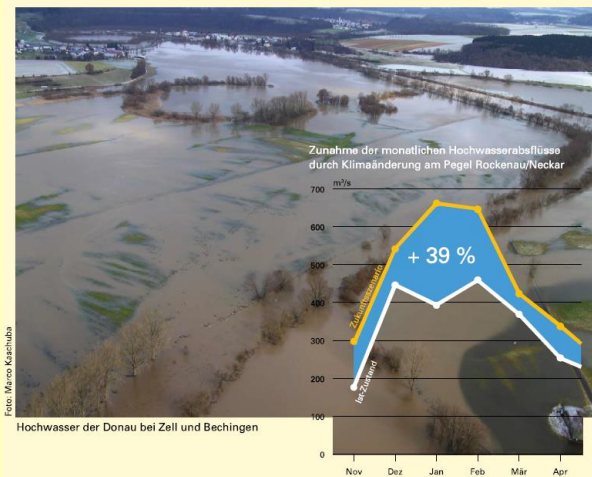 Zunahme der monatlichen Hochwasserabflüsse
durch Klimaänderung am Pegel Rockenau/Neckar
m³/s
700
600
500
400
300
200
100
0
+ 39 %
Zukunftsszenario
Ist-Zustand
Nov
Dez
Jan
Feb
Mär
Apr
Foto: Marco Kaschuba
Hochwasser der Donau bei Zell und Bechingen